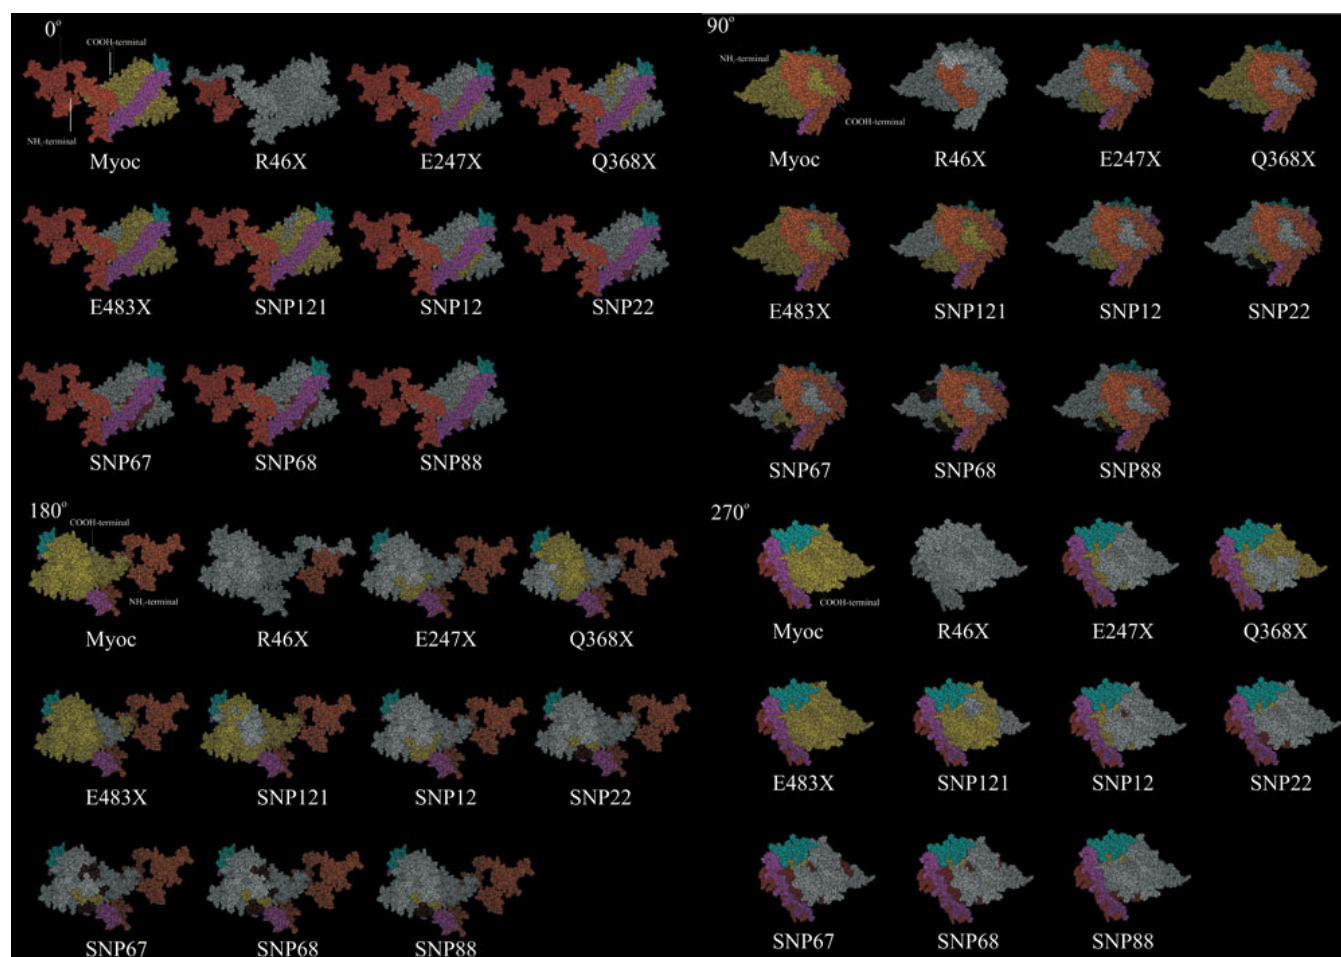 0°
COOH-terminal
NH₂-terminal
Myoc R46X E247X Q368X
E483X SNP121 SNP12 SNP22
SNP67 SNP68 SNP88
90°
NH₂-terminal
COOH-terminal
Myoc R46X E247X Q368X
E483X SNP121 SNP12 SNP22
SNP67 SNP68 SNP88
180°
COOH-terminal
NH₂-terminal
Myoc R46X E247X Q368X
E483X SNP121 SNP12 SNP22
SNP67 SNP68 SNP88
270°
COOH-terminal
Myoc R46X E247X Q368X
E483X SNP121 SNP12 SNP22
SNP67 SNP68 SNP88